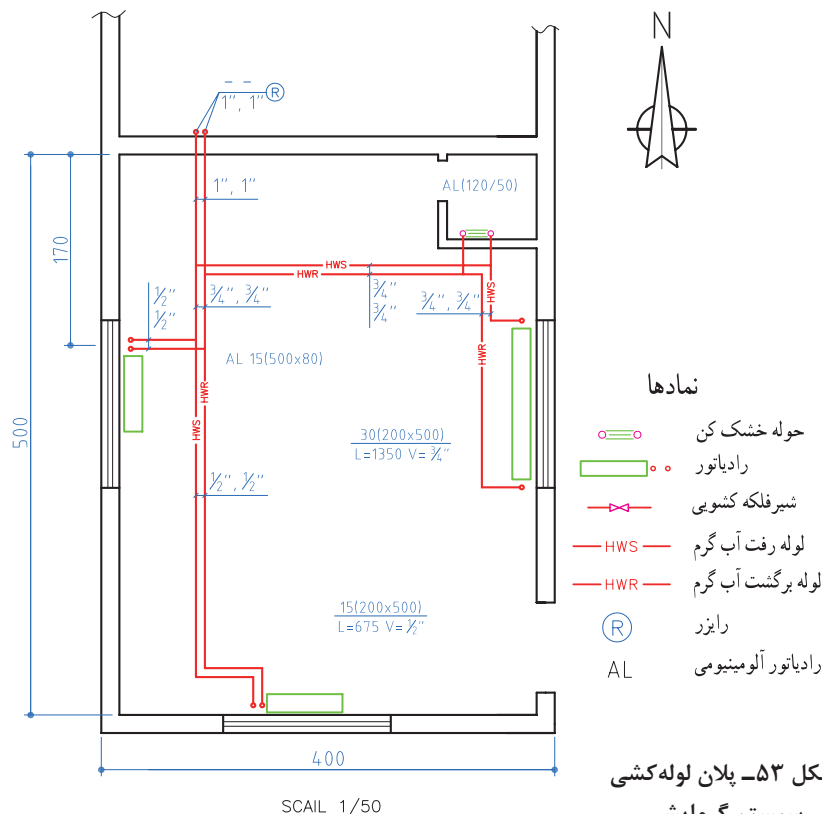 N
1", 1" R
1", 1"
AL(120/50)
170
HWS
HWR
½"
½"
¾", ¾"
¾"
¾"
¾", ¾"
HWS
HWR
AL 15(500x80)
HWR
HWS
500
30(200x500)
L=1350 V= ¾"
½", ½"
15(200x500)
L=675 V= ½"
400
SCAIL 1/50
نمادها
حوله خشک کن
رادیاتور
شیرفلکه کشویی
HWS لوله رفت آب گرم
HWR لوله برگشت آب گرم
R رایزر
AL رادیاتور آلومینیومی
شکل ۵۳ـ پلان لوله‌کشی